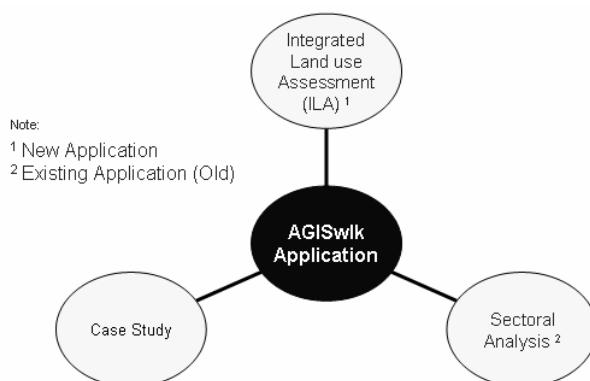 Integrated
Land use
Assessment
(ILA) ¹
Note:
¹ New Application
² Existing Application (Old)
AGISwlk
Application
Case Study
Sectoral
Analysis ²